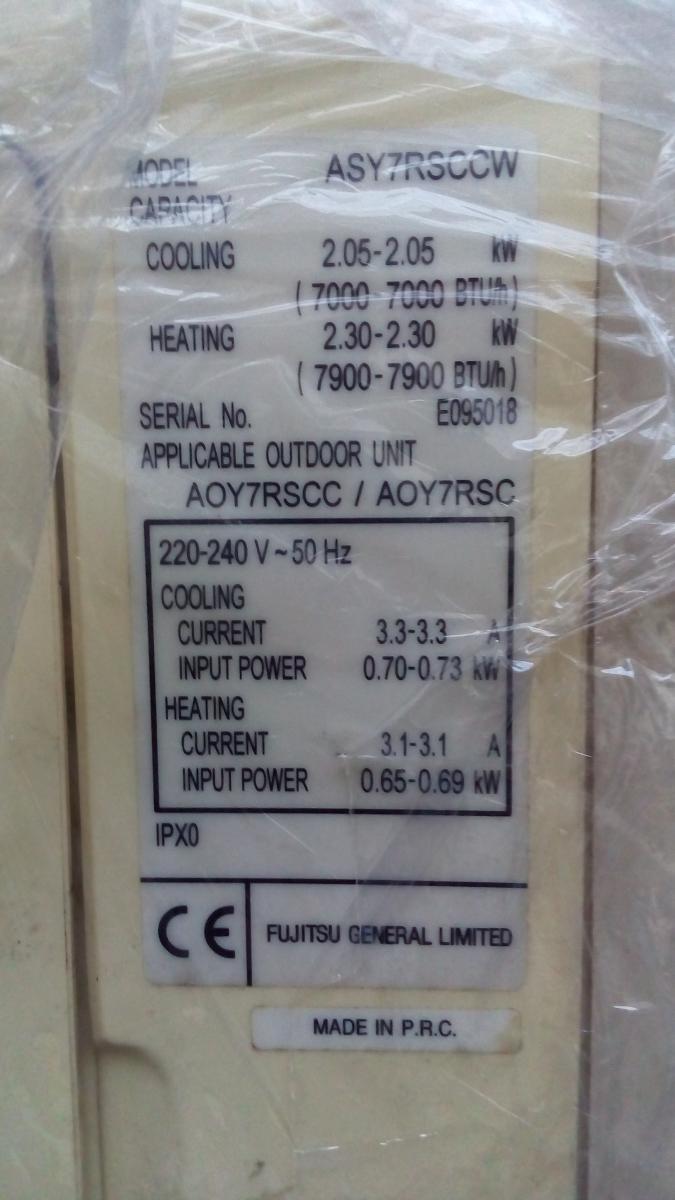 MODEL ASY7RSCCW
CAPACITY
COOLING 2.05-2.05 kW
( 7000-7000 BTU/h )
HEATING 2.30-2.30 kW
( 7900-7900 BTU/h )
SERIAL No. E095018
APPLICABLE OUTDOOR UNIT
AOY7RSCC / AOY7RSC
220-240 V ~ 50 Hz
COOLING
CURRENT 3.3-3.3 A
INPUT POWER 0.70-0.73 kW
HEATING
CURRENT 3.1-3.1 A
INPUT POWER 0.65-0.69 kW
IPX0
CE FUJITSU GENERAL LIMITED
MADE IN P.R.C.